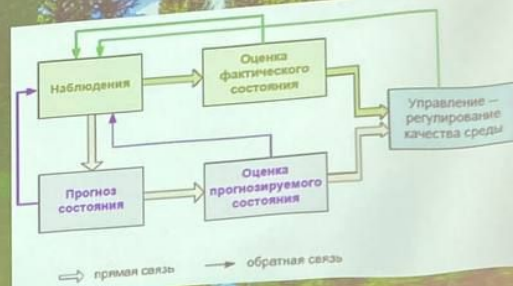 Наблюдения
Оценка
фактического
состояния
Управление –
регулирование
качества среды
Прогноз
состояния
Оценка
прогнозируемого
состояния
прямая связь
обратная связь